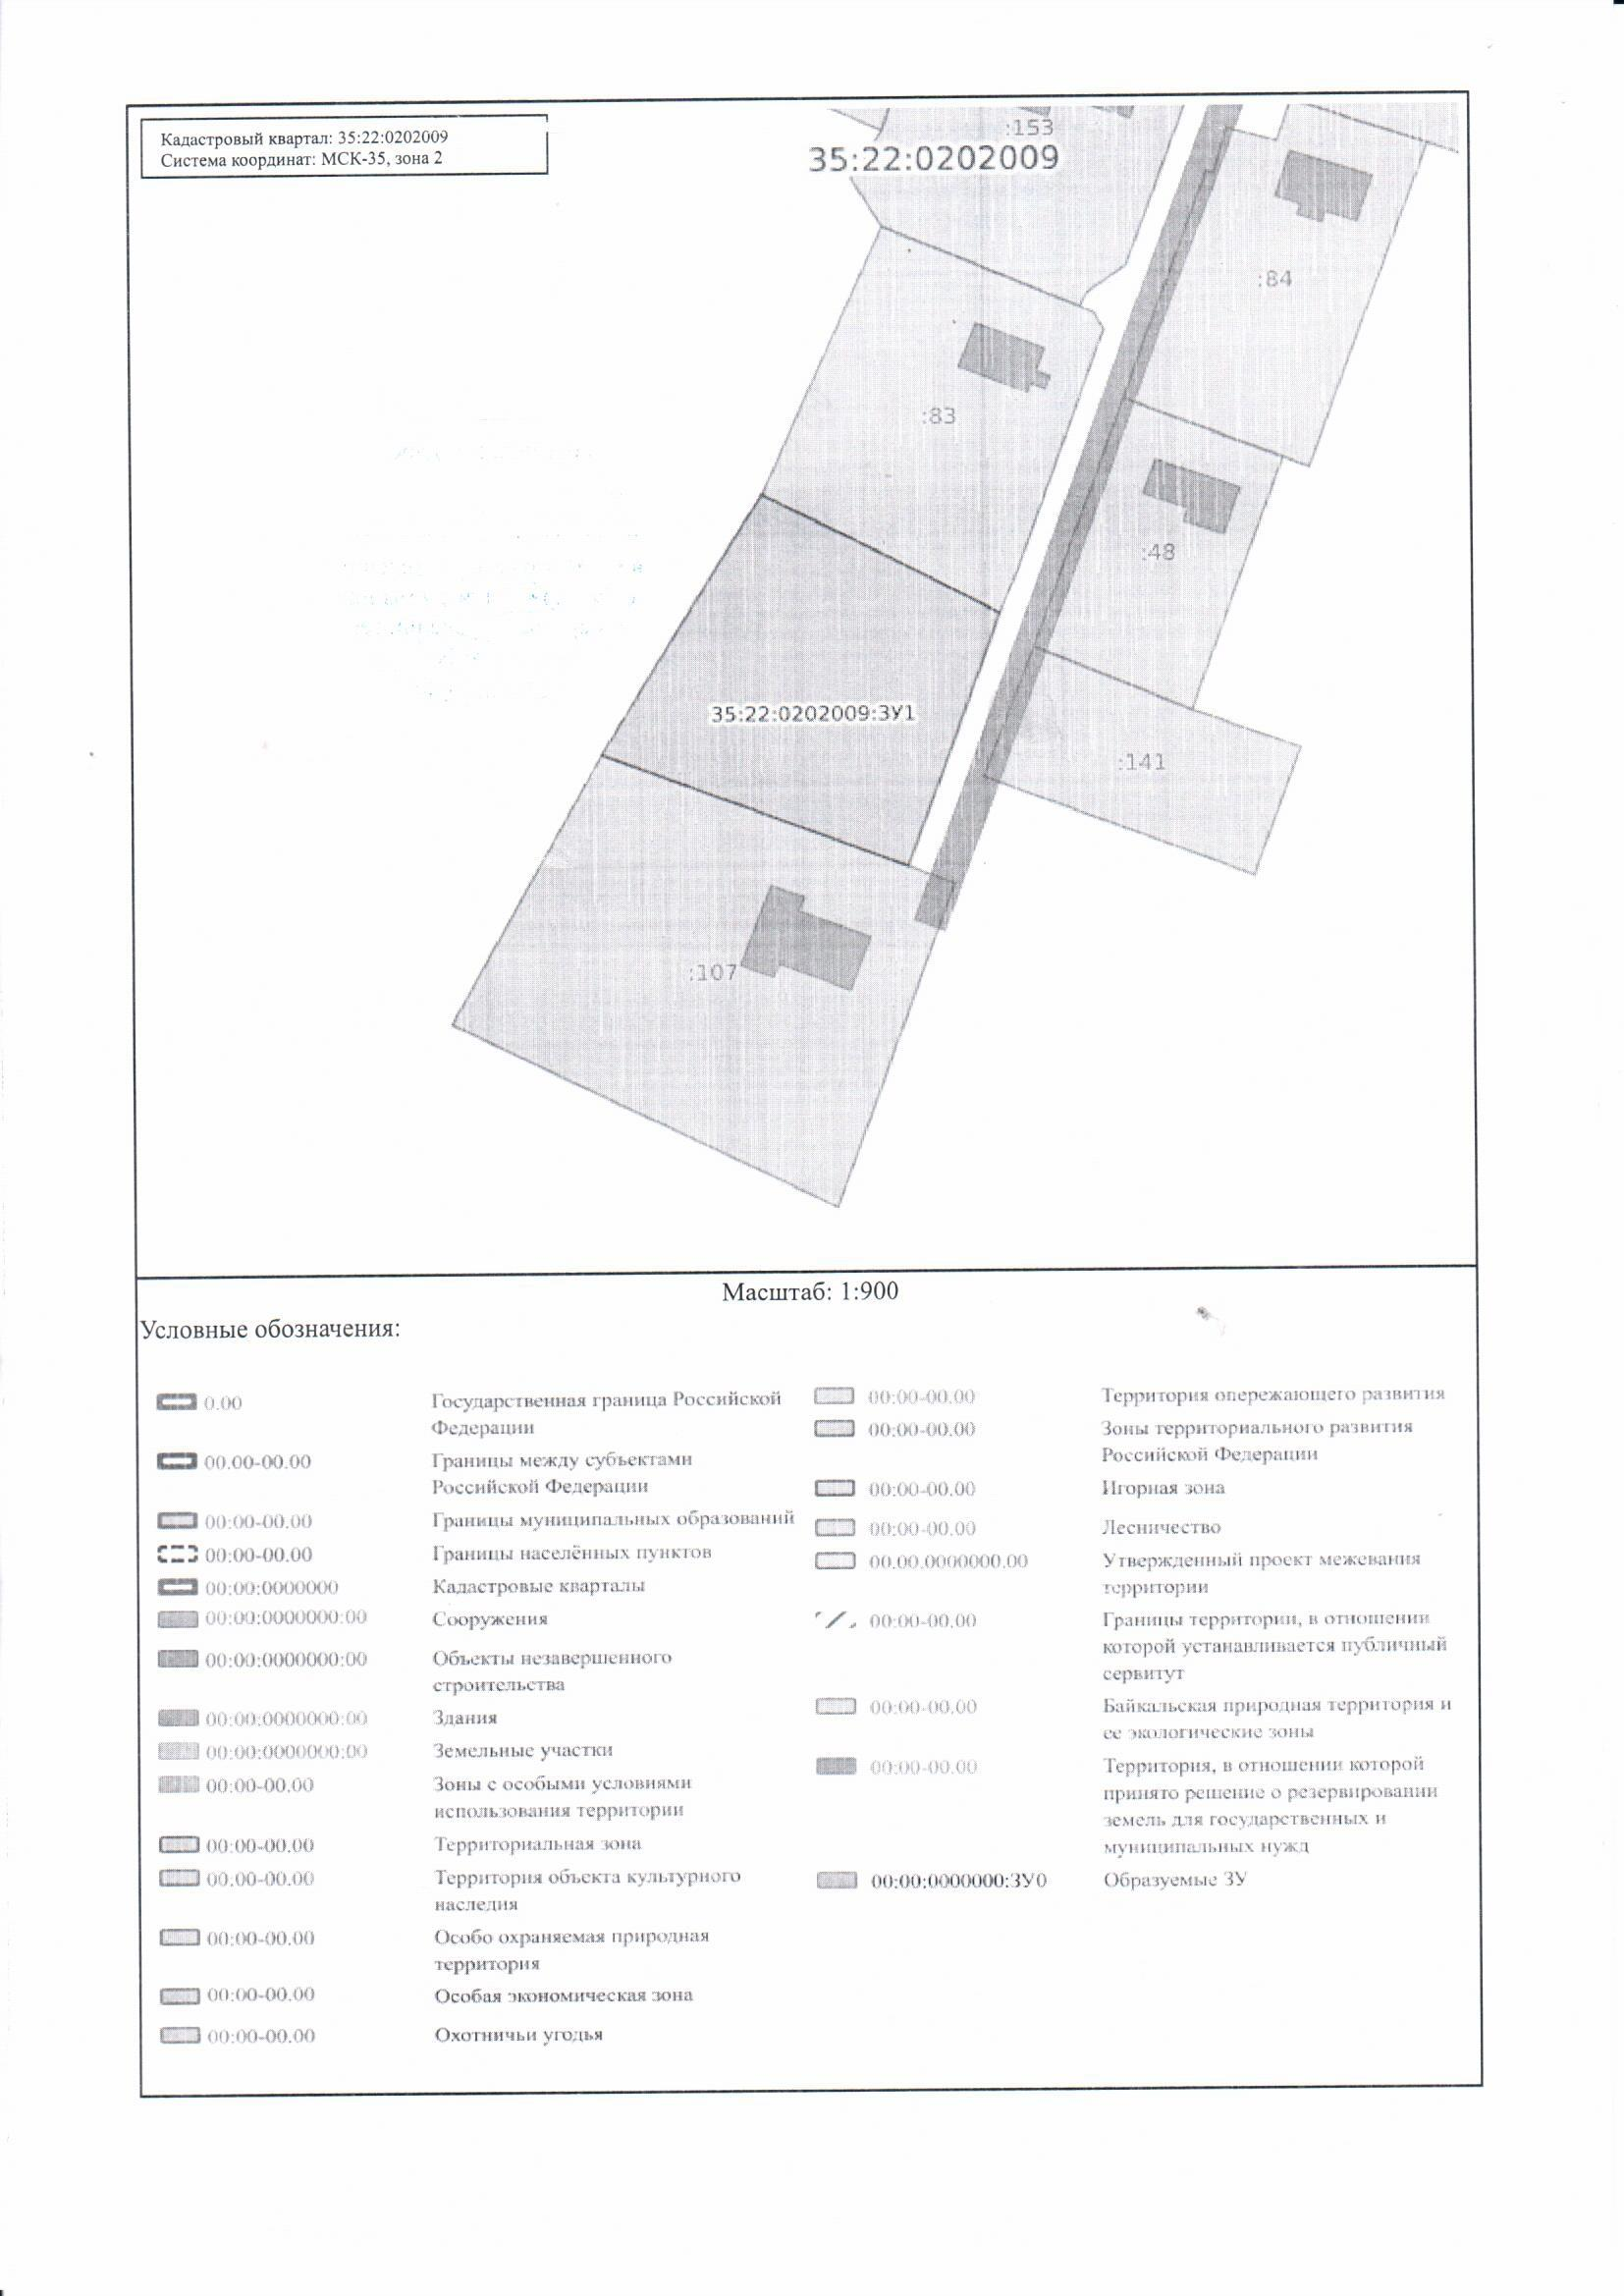 Кадастровый квартал: 35:22:0202009
Система координат: МСК-35, зона 2
:153
35:22:0202009
:84
:83
:48
35:22:0202009:ЗУ1
:141
:107
Масштаб: 1:900
Условные обозначения:
0.00 Государственная граница Российской
Федерации
00.00-00.00 Границы между субъектами
Российской Федерации
00:00-00.00 Границы муниципальных образований
00:00-00.00 Границы населённых пунктов
00:00:0000000 Кадастровые кварталы
00:00:0000000:00 Сооружения
00:00:0000000:00 Объекты незавершенного
строительства
00:00:0000000:00 Здания
00:00:0000000:00 Земельные участки
00:00-00.00 Зоны с особыми условиями
использования территории
00:00-00.00 Территориальная зона
00:00-00.00 Территория объекта культурного
наследия
00:00-00.00 Особо охраняемая природная
территория
00:00-00.00 Особая экономическая зона
00:00-00.00 Охотничьи угодья
00:00-00.00 Территория опережающего развития
00:00-00.00 Зоны территориального развития
Российской Федерации
00:00-00.00 Игорная зона
00:00-00.00 Лесничество
00.00.0000000.00 Утвержденный проект межевания
территории
00:00-00.00 Границы территории, в отношении
которой устанавливается публичный
сервитут
00:00-00.00 Байкальская природная территория и
ее экологические зоны
00:00-00.00 Территория, в отношении которой
принято решение о резервировании
земель для государственных и
муниципальных нужд
00:00:0000000:ЗУ0 Образуемые ЗУ